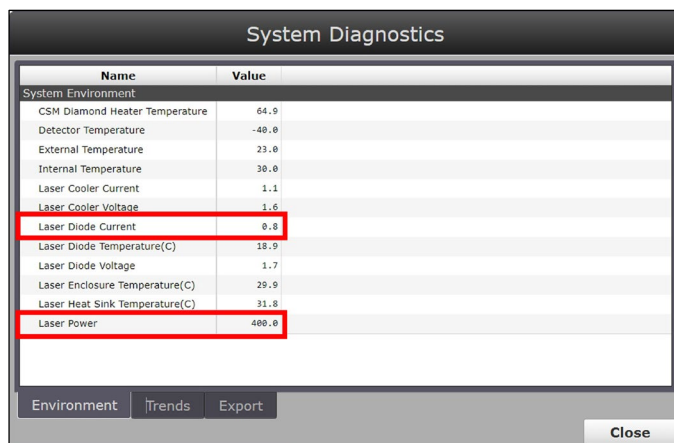 System Diagnostics
Name Value
System Environment
CSM Diamond Heater Temperature 64.9
Detector Temperature -40.0
External Temperature 23.0
Internal Temperature 30.0
Laser Cooler Current 1.1
Laser Cooler Voltage 1.6
Laser Diode Current 0.8
Laser Diode Temperature(C) 18.9
Laser Diode Voltage 1.7
Laser Enclosure Temperature(C) 29.9
Laser Heat Sink Temperature(C) 31.8
Laser Power 400.0
Environment Trends Export
Close